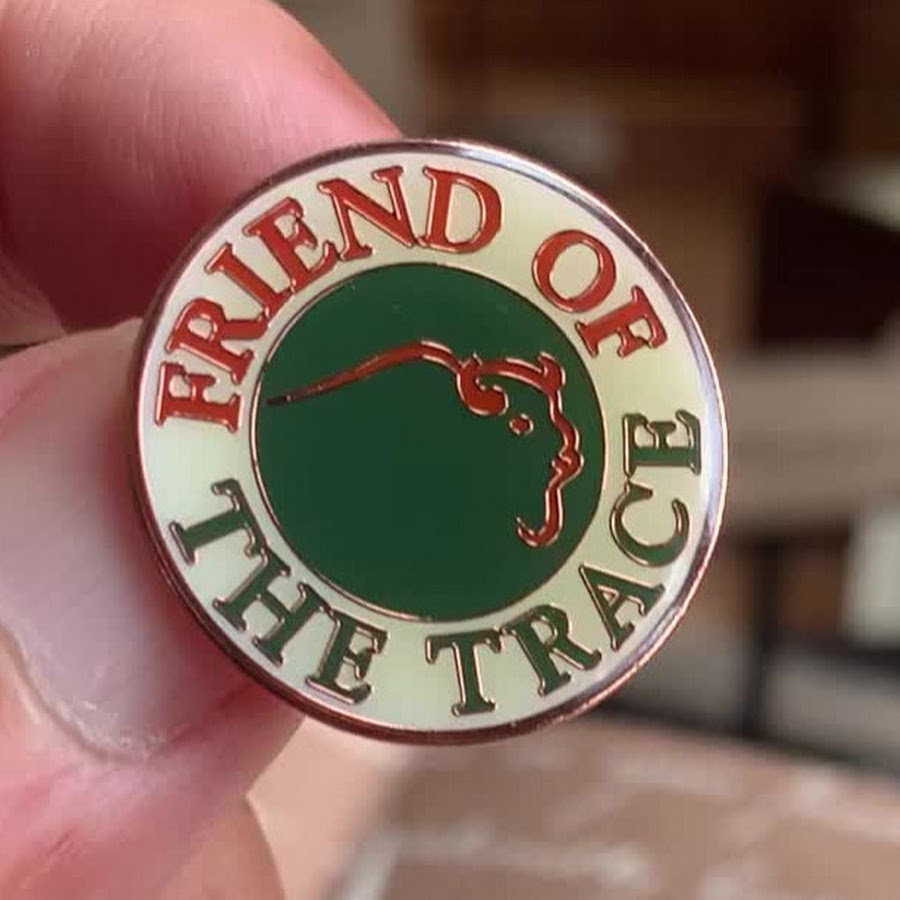 FRIEND OF
THE TRACE